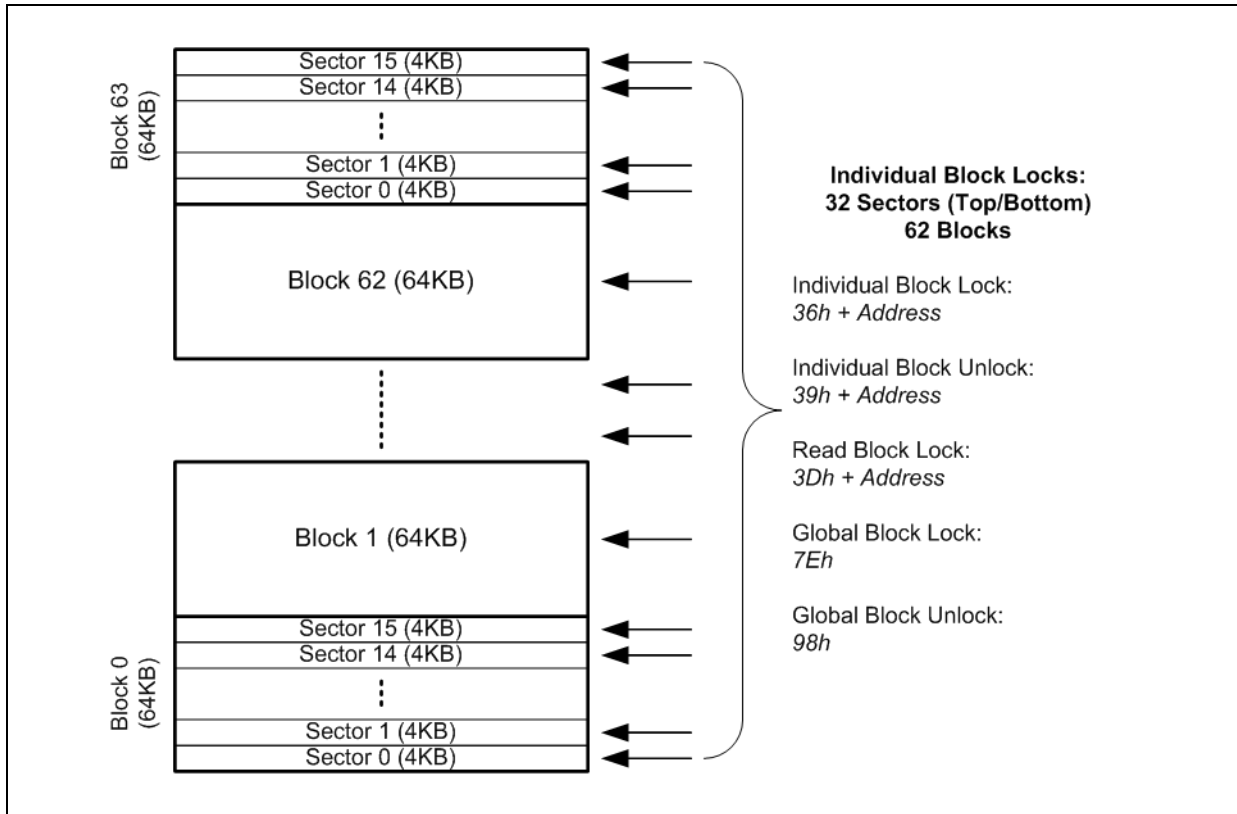 Block 63
(64KB)
Sector 15 (4KB)
Sector 14 (4KB)
Sector 1 (4KB)
Sector 0 (4KB)
Block 62 (64KB)
Block 1 (64KB)
Block 0
(64KB)
Sector 15 (4KB)
Sector 14 (4KB)
Sector 1 (4KB)
Sector 0 (4KB)
Individual Block Locks:
32 Sectors (Top/Bottom)
62 Blocks
Individual Block Lock:
36h + Address
Individual Block Unlock:
39h + Address
Read Block Lock:
3Dh + Address
Global Block Lock:
7Eh
Global Block Unlock:
98h